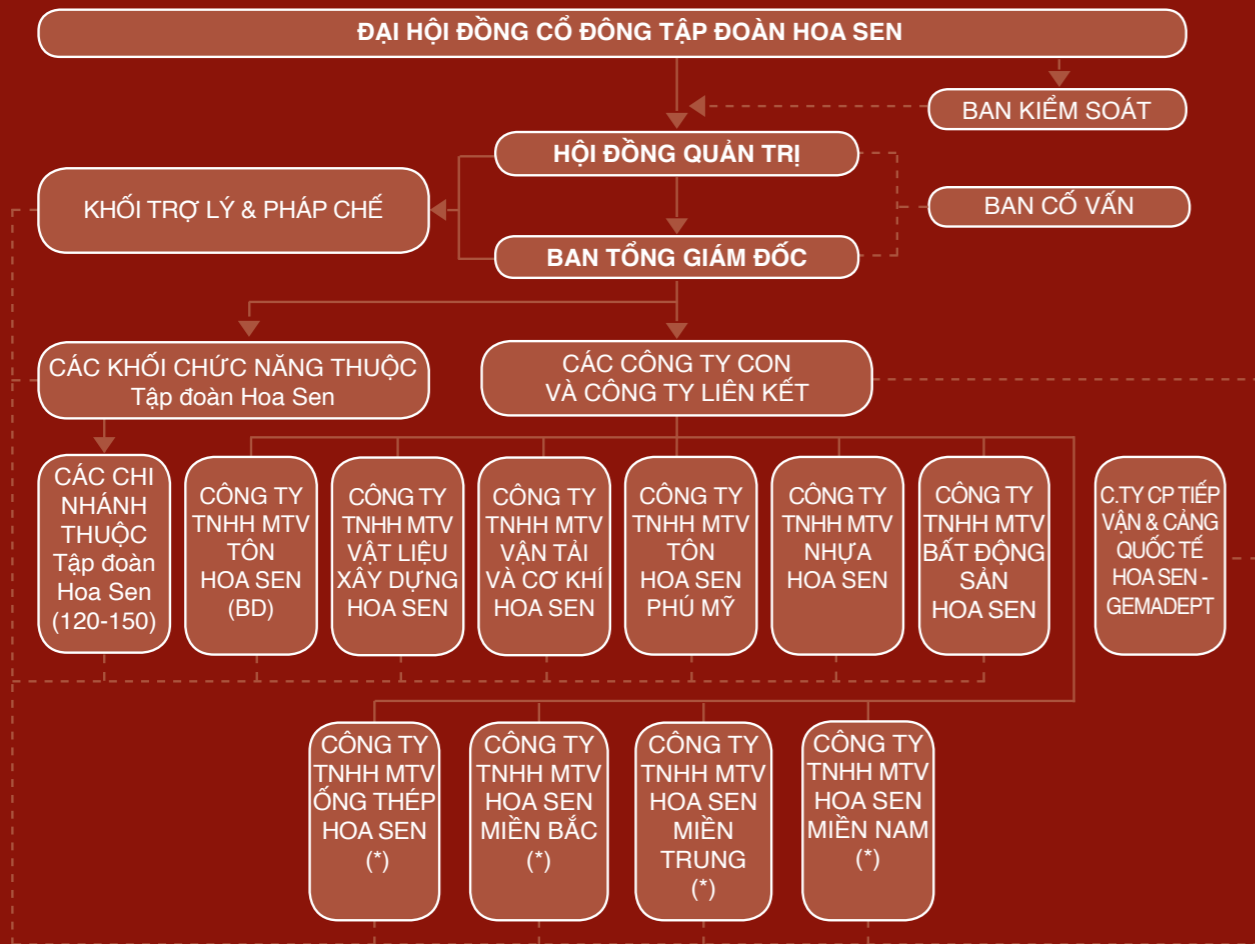 ĐẠI HỘI ĐỒNG CỔ ĐÔNG TẬP ĐOÀN HOA SEN
BAN KIỂM SOÁT
HỘI ĐỒNG QUẢN TRỊ
KHỐI TRỢ LÝ & PHÁP CHẾ
BAN CỐ VẤN
BAN TỔNG GIÁM ĐỐC
CÁC KHỐI CHỨC NĂNG THUỘC
Tập đoàn Hoa Sen
CÁC CÔNG TY CON
VÀ CÔNG TY LIÊN KẾT
CÁC CHI
NHÁNH
THUỘC
Tập đoàn
Hoa Sen
(120-150)
CÔNG TY
TNHH MTV
TÔN
HOA SEN
(BD)
CÔNG TY
TNHH MTV
VẬT LIỆU
XÂY DỰNG
HOA SEN
CÔNG TY
TNHH MTV
VẬN TẢI
VÀ CƠ KHÍ
HOA SEN
CÔNG TY
TNHH MTV
TÔN
HOA SEN
PHÚ MỸ
CÔNG TY
TNHH MTV
NHỰA
HOA SEN
CÔNG TY
TNHH MTV
BẤT ĐỘNG
SẢN
HOA SEN
C.TY CP TIẾP
VẬN & CẢNG
QUỐC TẾ
HOA SEN -
GEMADEPT
CÔNG TY
TNHH MTV
ỐNG THÉP
HOA SEN
(*)
CÔNG TY
TNHH MTV
HOA SEN
MIỀN BẮC
(*)
CÔNG TY
TNHH MTV
HOA SEN
MIỀN
TRUNG
(*)
CÔNG TY
TNHH MTV
HOA SEN
MIỀN NAM
(*)